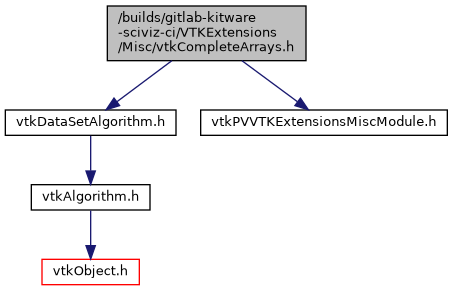 /builds/gitlab-kitware
-sciviz-ci/VTKExtensions
/Misc/vtkCompleteArrays.h
vtkDataSetAlgorithm.h
vtkPVVTKExtensionsMiscModule.h
vtkAlgorithm.h
vtkObject.h